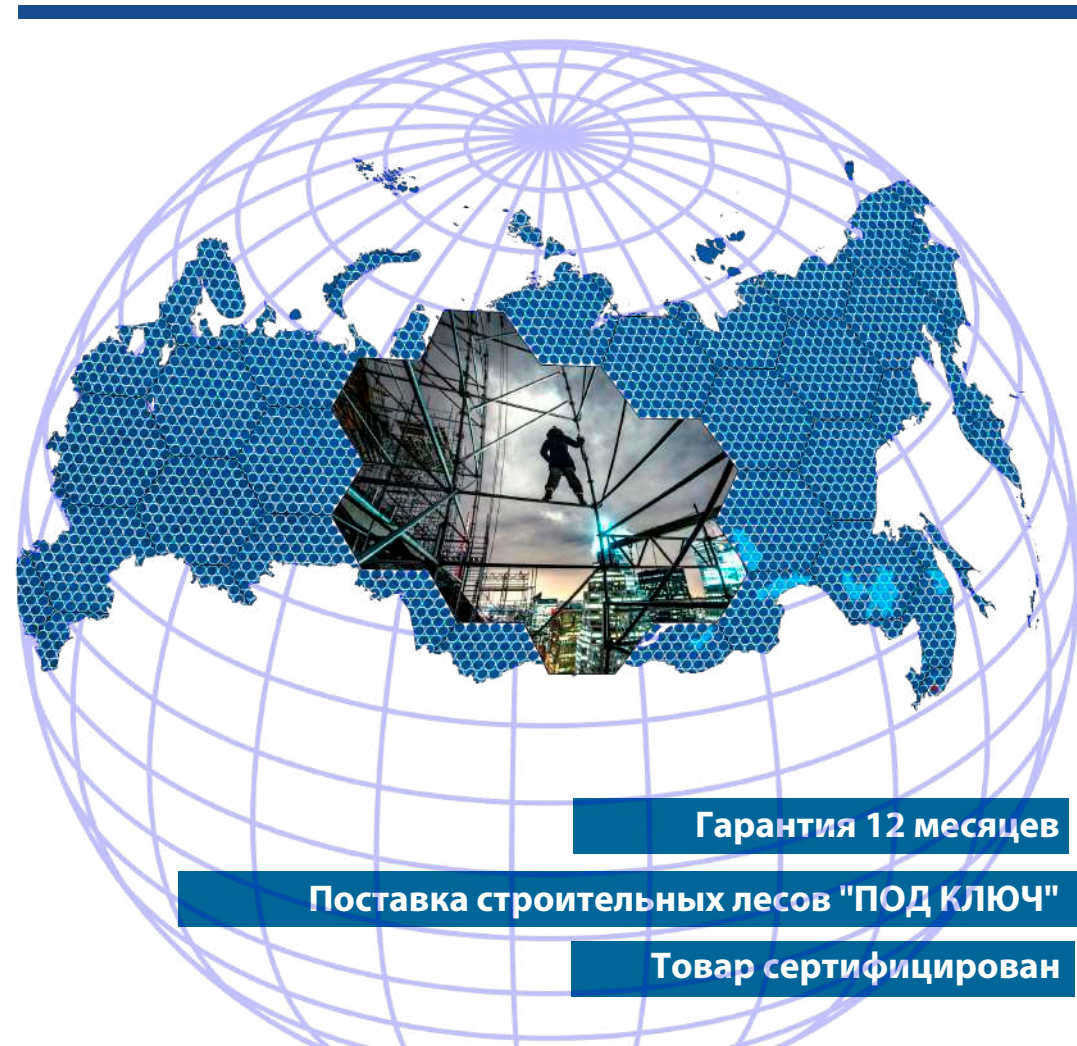 Гарантия 12 месяцев
Поставка строительных лесов "ПОД КЛЮЧ"
Товар сертифицирован